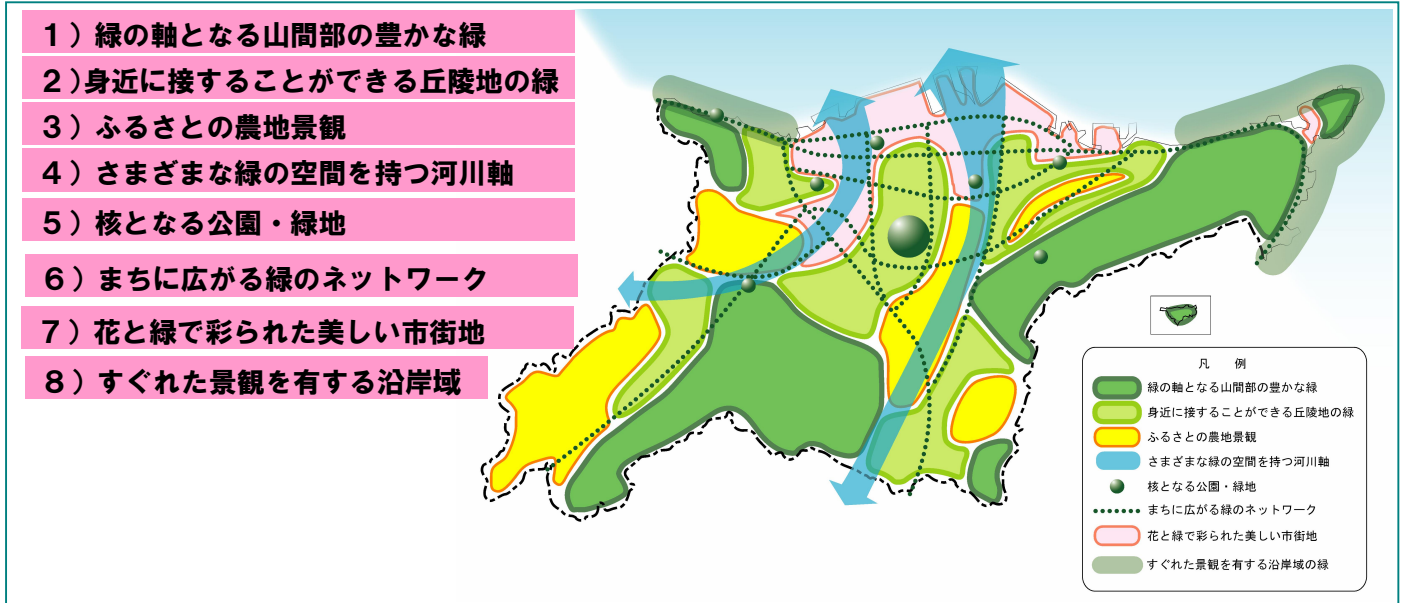 １）緑の軸となる山間部の豊かな緑
２）身近に接することができる丘陵地の緑
３）ふるさとの農地景観
４）さまざまな緑の空間を持つ河川軸
５）核となる公園・緑地
６）まちに広がる緑のネットワーク
７）花と緑で彩られた美しい市街地
８）すぐれた景観を有する沿岸域
凡　例
緑の軸となる山間部の豊かな緑
身近に接することができる丘陵地の緑
ふるさとの農地景観
さまざまな緑の空間を持つ河川軸
核となる公園・緑地
まちに広がる緑のネットワーク
花と緑で彩られた美しい市街地
すぐれた景観を有する沿岸域の緑